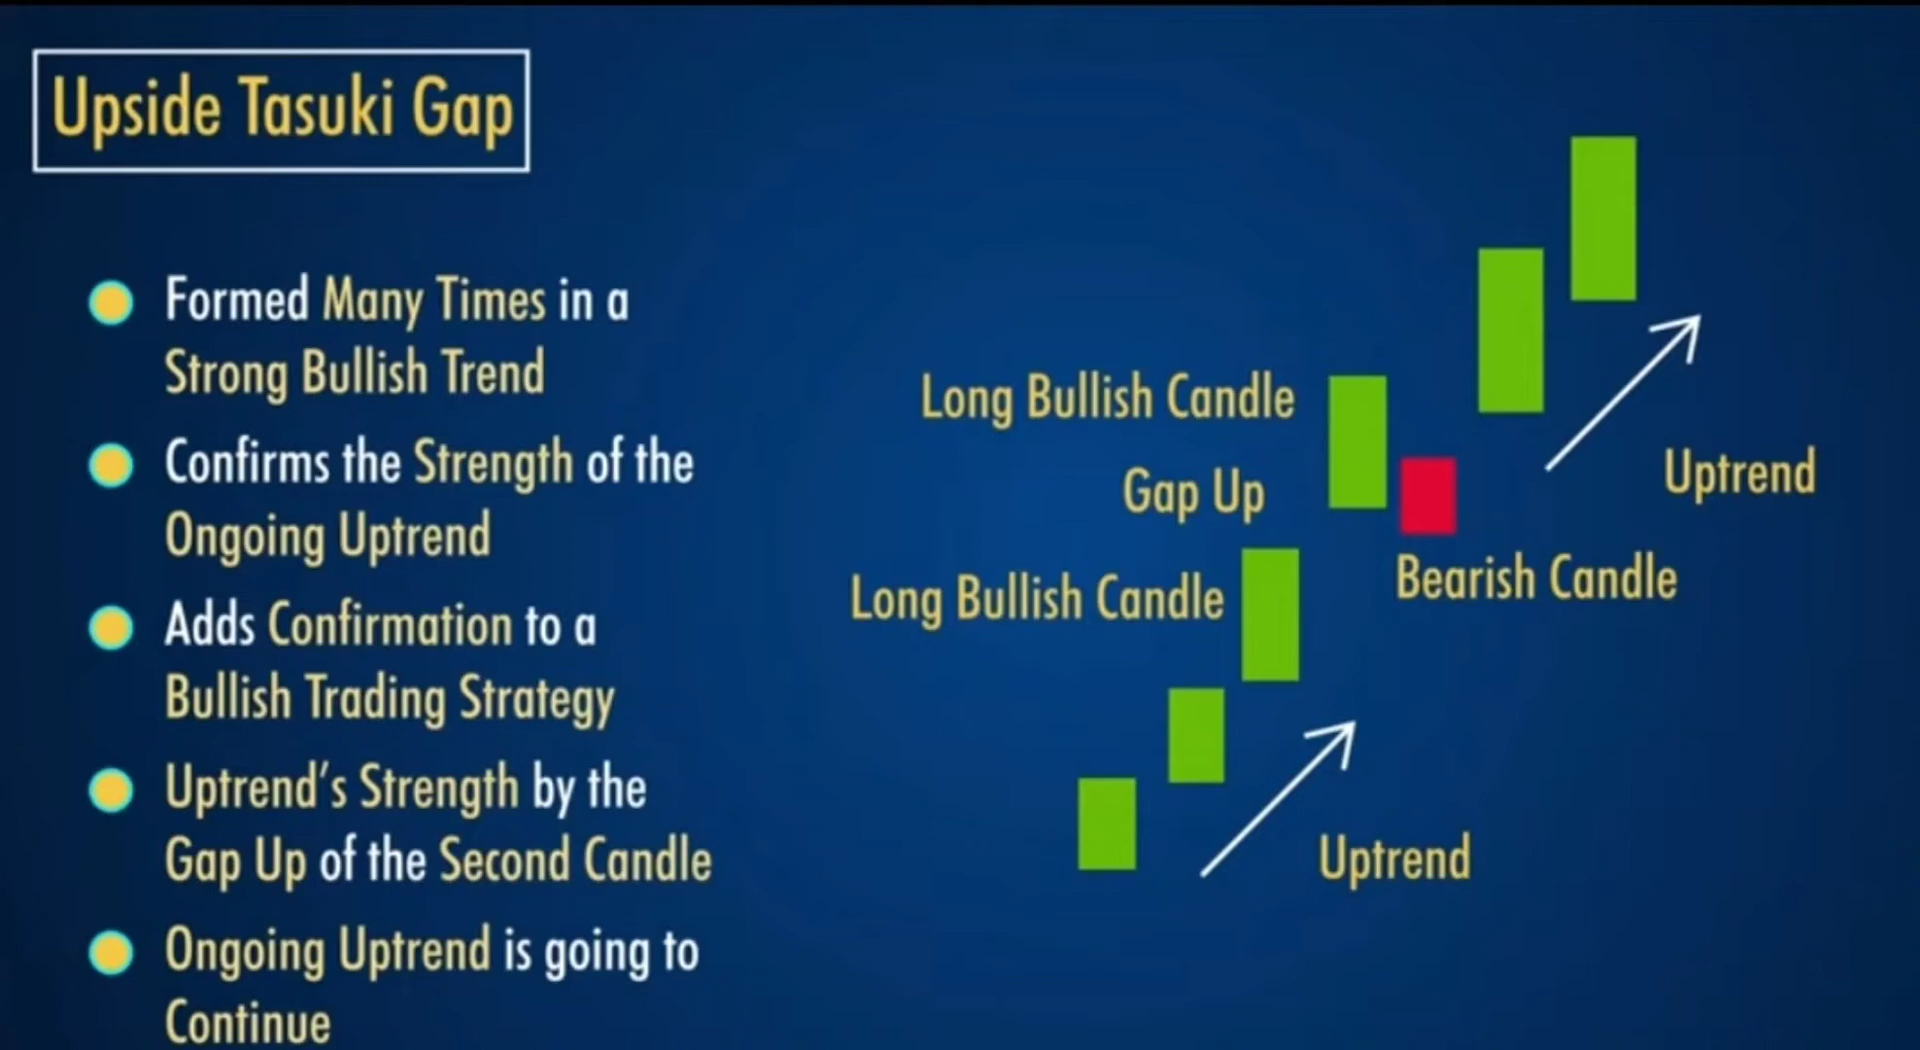 Upside Tasuki Gap
Formed Many Times in a
Strong Bullish Trend
Confirms the Strength of the
Ongoing Uptrend
Adds Confirmation to a
Bullish Trading Strategy
Uptrend's Strength by the
Gap Up of the Second Candle
Ongoing Uptrend is going to
Continue
Long Bullish Candle
Gap Up
Long Bullish Candle
Uptrend
Bearish Candle
Uptrend